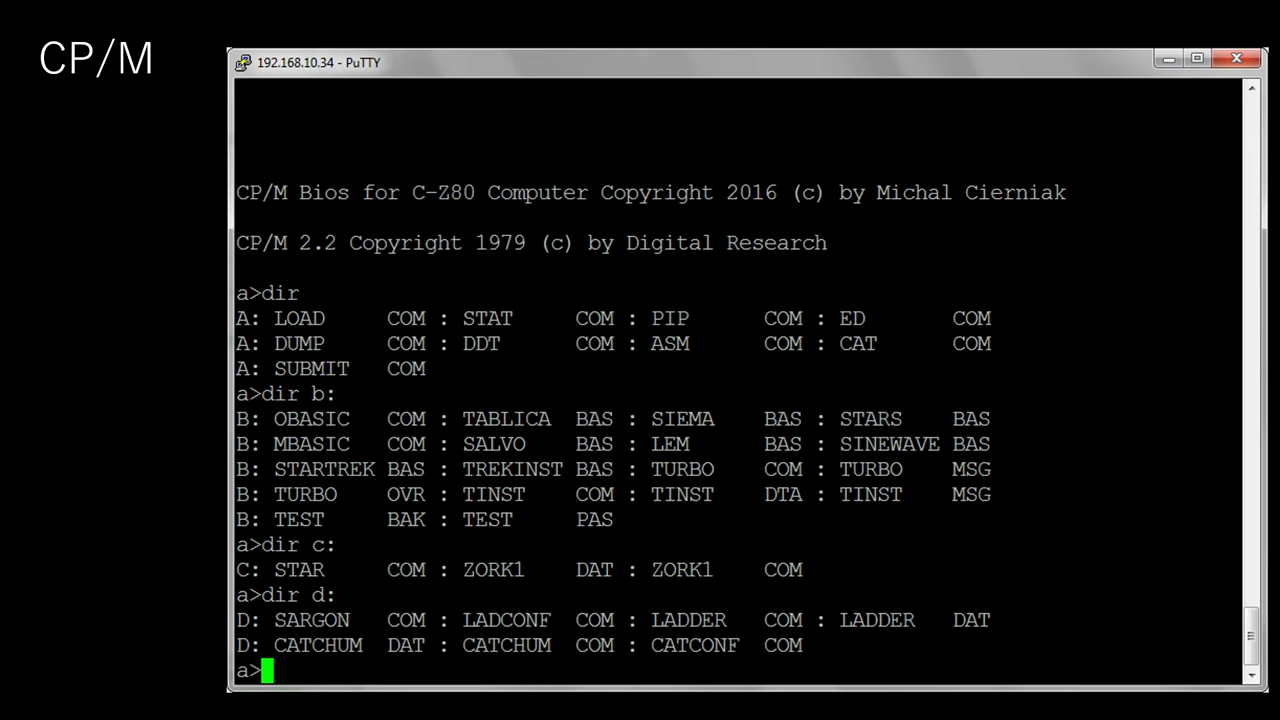 CP/M
192.168.10.34 - PuTTY
CP/M Bios for C-Z80 Computer Copyright 2016 (c) by Michal Cierniak
CP/M 2.2 Copyright 1979 (c) by Digital Research
a>dir
A: LOAD     COM : STAT     COM : PIP      COM : ED       COM
A: DUMP     COM : DDT      COM : ASM      COM : CAT      COM
A: SUBMIT   COM
a>dir b:
B: OBASIC   COM : TABLICA  BAS : SIEMA    BAS : STARS    BAS
B: MBASIC   COM : SALVO    BAS : LEM      BAS : SINEWAVE BAS
B: STARTREK BAS : TREKINST BAS : TURBO    COM : TURBO    MSG
B: TURBO    OVR : TINST    COM : TINST    DTA : TINST    MSG
B: TEST     BAK : TEST     PAS
a>dir c:
C: STAR     COM : ZORK1    DAT : ZORK1    COM
a>dir d:
D: SARGON   COM : LADCONF  COM : LADDER   COM : LADDER   DAT
D: CATCHUM  DAT : CATCHUM  COM : CATCONF  COM
a>